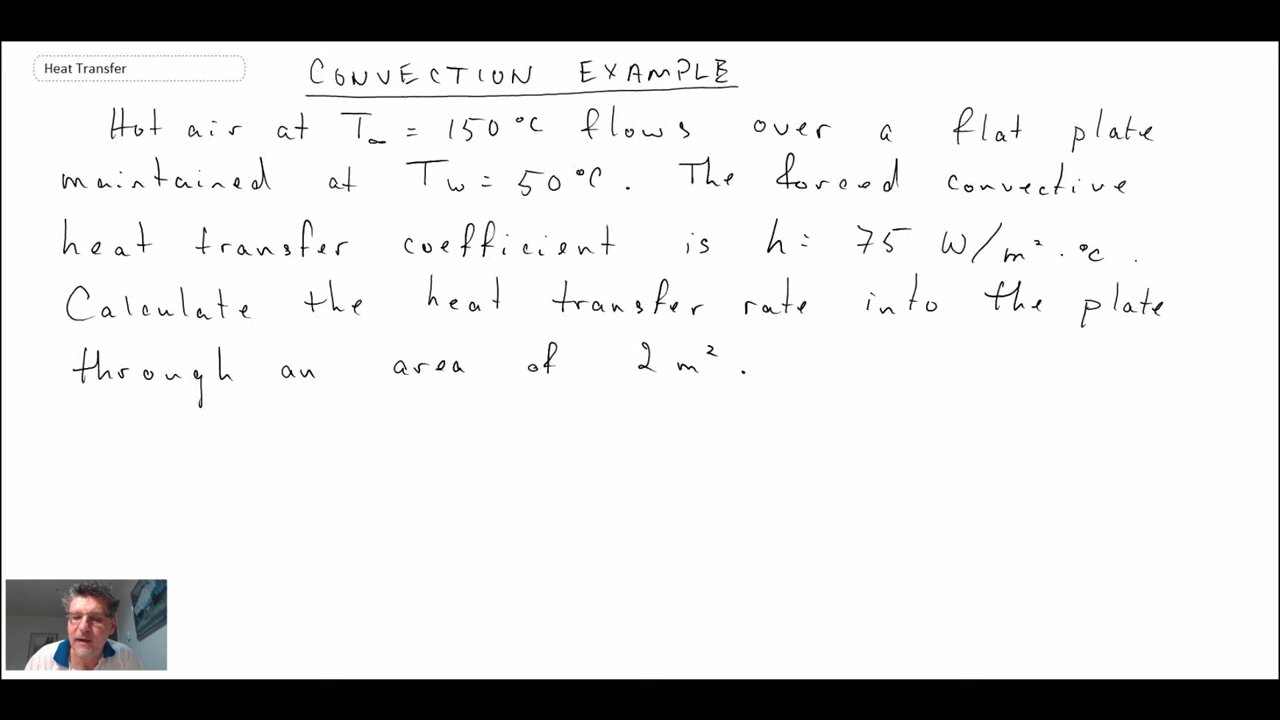 Heat Transfer
CONVECTION EXAMPLE
Hot air at T∞ = 150 °C flows over a flat plate
maintained at Tw = 50 °C. The forced convective
heat transfer coefficient is h = 75 W/m² · °C .
Calculate the heat transfer rate into the plate
through an area of 2 m² .